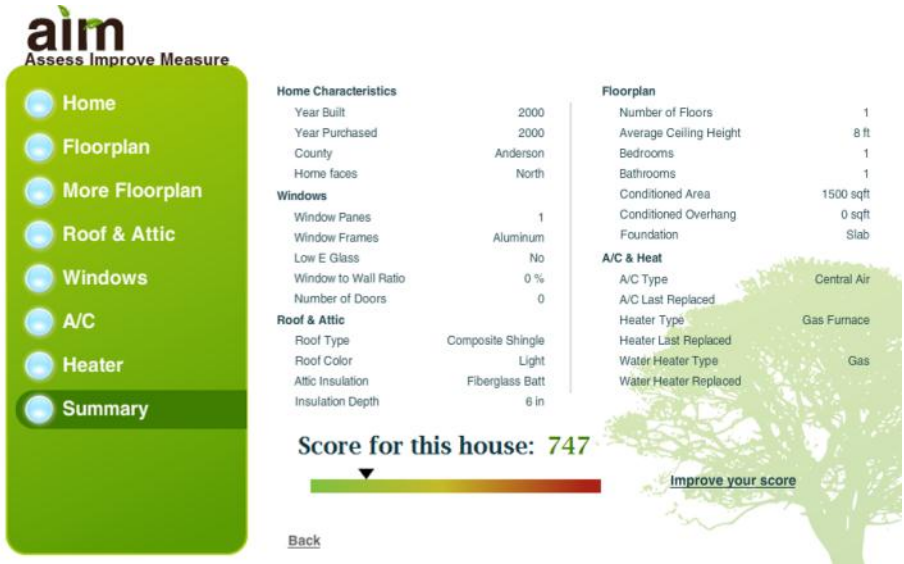 aim
Assess Improve Measure
Home
Floorplan
More Floorplan
Roof & Attic
Windows
A/C
Heater
Summary
Home Characteristics
Year Built 2000
Year Purchased 2000
County Anderson
Home faces North
Windows
Window Panes 1
Window Frames Aluminum
Low E Glass No
Window to Wall Ratio 0 %
Number of Doors 0
Roof & Attic
Roof Type Composite Shingle
Roof Color Light
Attic Insulation Fiberglass Batt
Insulation Depth 6 in
Floorplan
Number of Floors 1
Average Ceiling Height 8 ft
Bedrooms 1
Bathrooms 1
Conditioned Area 1500 sqft
Conditioned Overhang 0 sqft
Foundation Slab
A/C & Heat
A/C Type Central Air
A/C Last Replaced
Heater Type Gas Furnace
Heater Last Replaced
Water Heater Type Gas
Water Heater Replaced
Score for this house: 747
Improve your score
Back